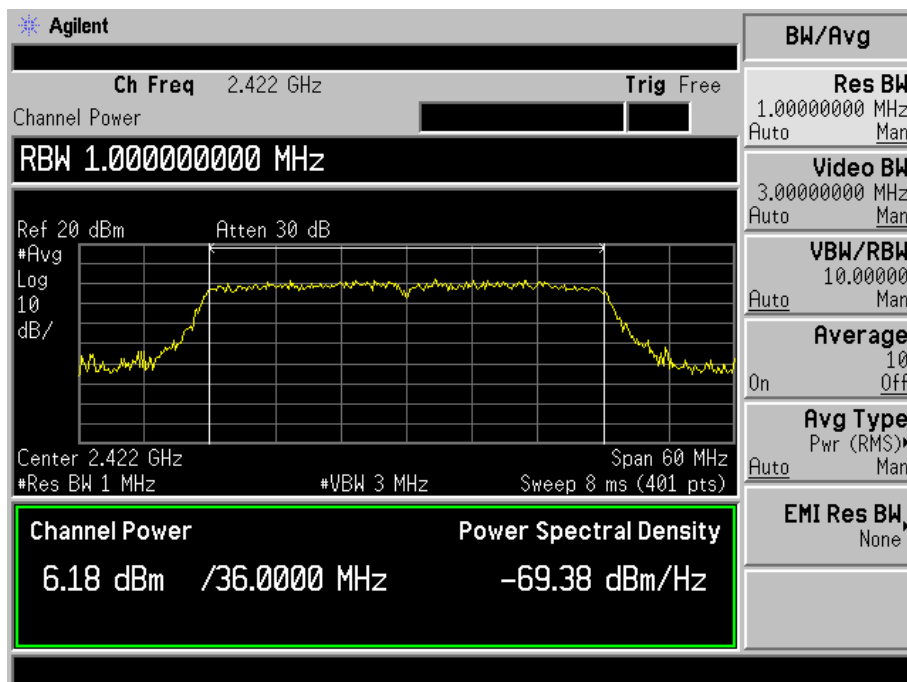 Agilent
Ch Freq 2.422 GHz Trig Free
Channel Power
RBW 1.000000000 MHz
Ref 20 dBm Atten 30 dB
#Avg
Log
10
dB/
Center 2.422 GHz Span 60 MHz
#Res BW 1 MHz #VBW 3 MHz Sweep 8 ms (401 pts)
Channel Power Power Spectral Density
6.18 dBm /36.0000 MHz -69.38 dBm/Hz
BW/Avg
Res BW
1.00000000 MHz
Auto Man
Video BW
3.00000000 MHz
Auto Man
VBW/RBW
10.00000
Auto Man
Average
10
On Off
Avg Type
Pwr (RMS)
Auto Man
EMI Res BW
None